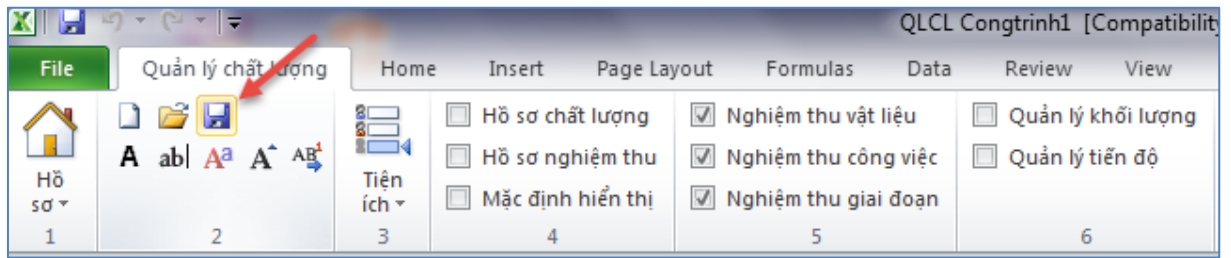 QLCL Congtrinh1 [Compatibility
File Quản lý chất lượng Home Insert Page Layout Formulas Data Review View
Hồ sơ chất lượng Nghiệm thu vật liệu Quản lý khối lượng
A ab| Aa A AB1 Hồ sơ nghiệm thu Nghiệm thu công việc Quản lý tiến độ
Hồ Tiện
sơ ích Mặc định hiển thị Nghiệm thu giai đoạn
1 2 3 4 5 6